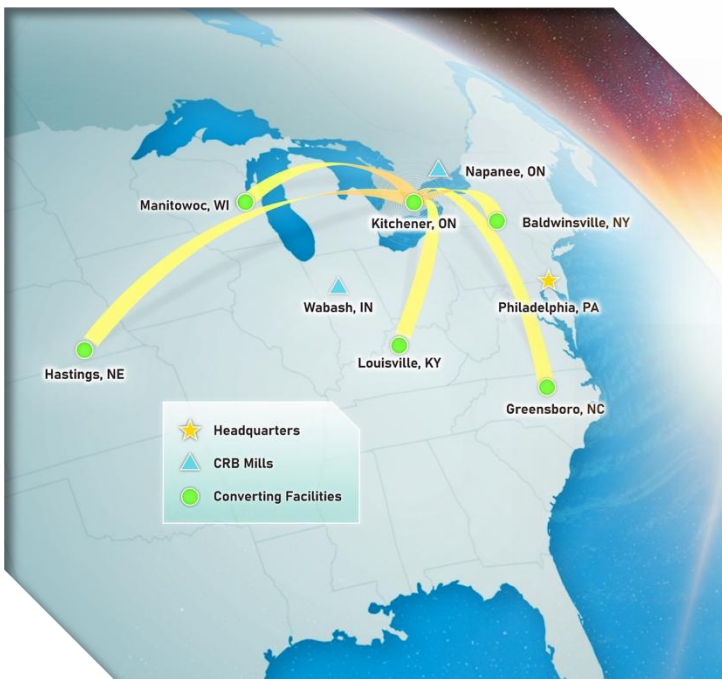 Napanee, ON
Manitowoc, WI
Kitchener, ON
Baldwinsville, NY
Wabash, IN
Philadelphia, PA
Louisville, KY
Hastings, NE
Greensboro, NC
Headquarters
CRB Mills
Converting Facilities